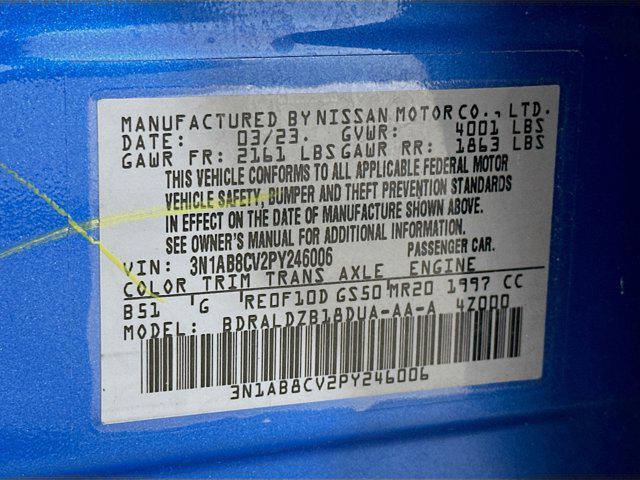 MANUFACTURED BY NISSAN MOTOR CO., LTD.
DATE: 03/23. GVWR: 4001 LBS
GAWR FR: 2161 LBS GAWR RR: 1863 LBS
THIS VEHICLE CONFORMS TO ALL APPLICABLE FEDERAL MOTOR
VEHICLE SAFETY, BUMPER AND THEFT PREVENTION STANDARDS
IN EFFECT ON THE DATE OF MANUFACTURE SHOWN ABOVE.
SEE OWNER'S MANUAL FOR ADDITIONAL INFORMATION.
VIN: 3N1AB8CV2PY246006 PASSENGER CAR.
COLOR TRIM TRANS AXLE ENGINE
B51 G RE0F10D GS50 MR20 1997 CC
MODEL: BDRALDZB18DUA-AA-A 4Z000
3N1AB8CV2PY246006